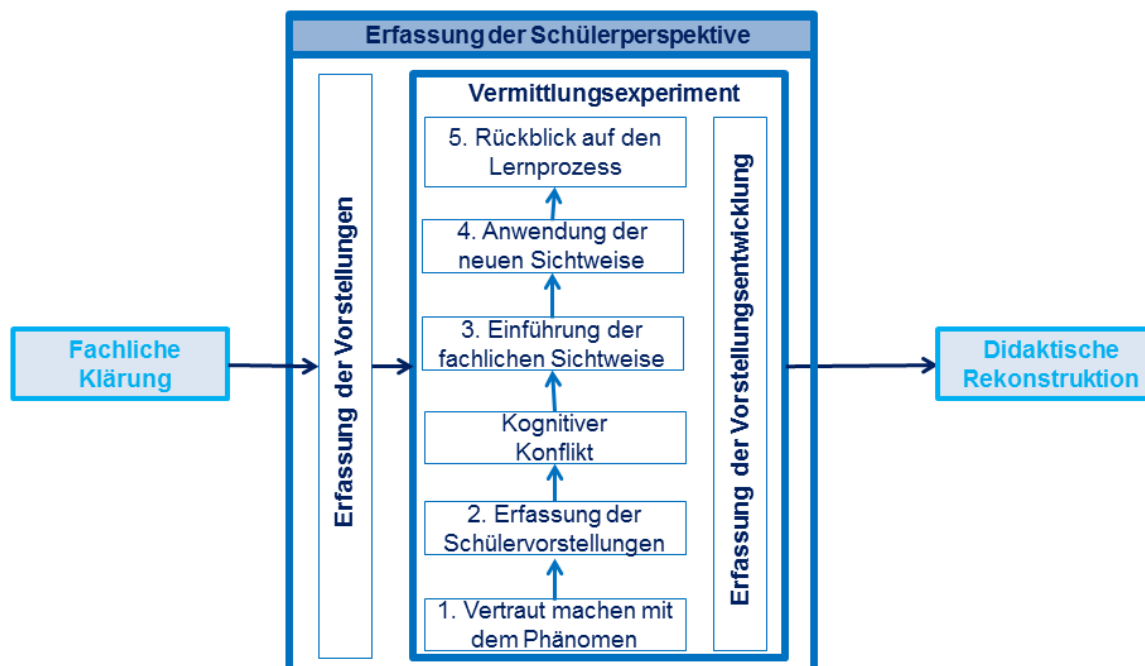 Erfassung der Schülerperspektive
Fachliche
Klärung
Erfassung der Vorstellungen
Vermittlungsexperiment
5. Rückblick auf den
Lernprozess
4. Anwendung der
neuen Sichtweise
3. Einführung der
fachlichen Sichtweise
Kognitiver
Konflikt
2. Erfassung der
Schülervorstellungen
1. Vertraut machen mit
dem Phänomen
Erfassung der Vorstellungsentwicklung
Didaktische
Rekonstruktion